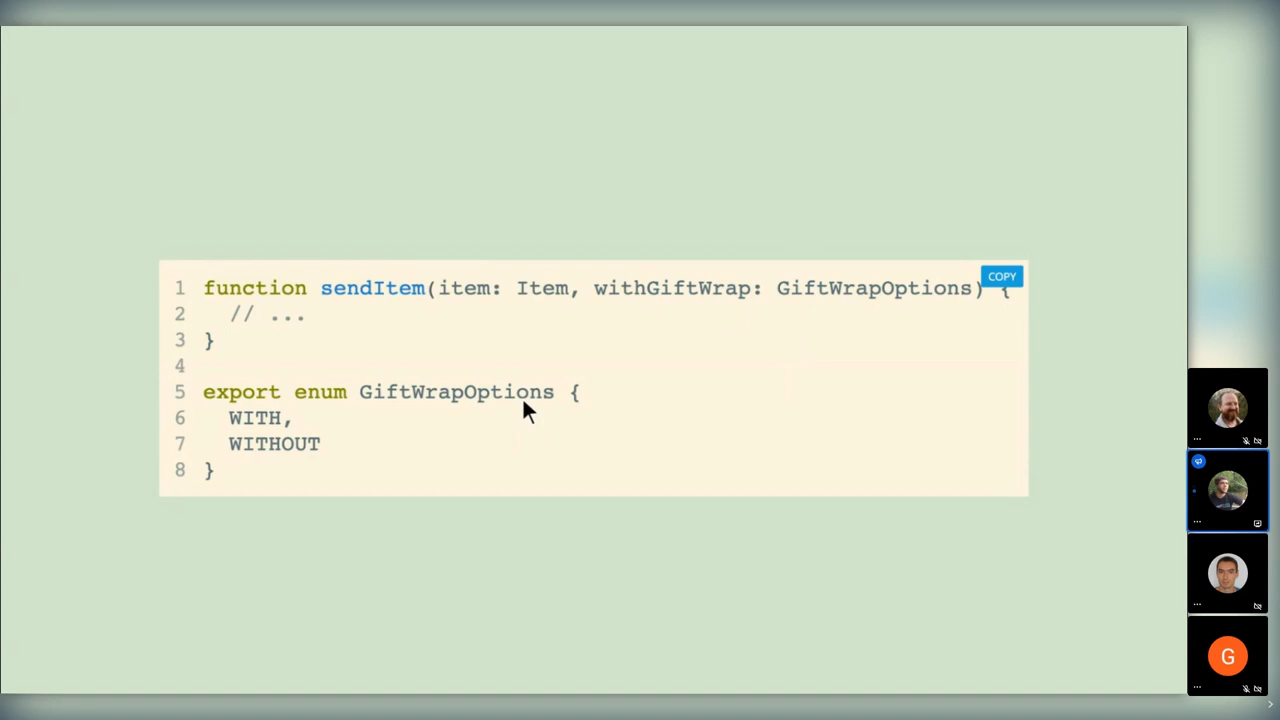 COPY
1 function sendItem(item: Item, withGiftWrap: GiftWrapOptions) {
2 // ...
3 }
4
5 export enum GiftWrapOptions {
6 WITH,
7 WITHOUT
8 }
G